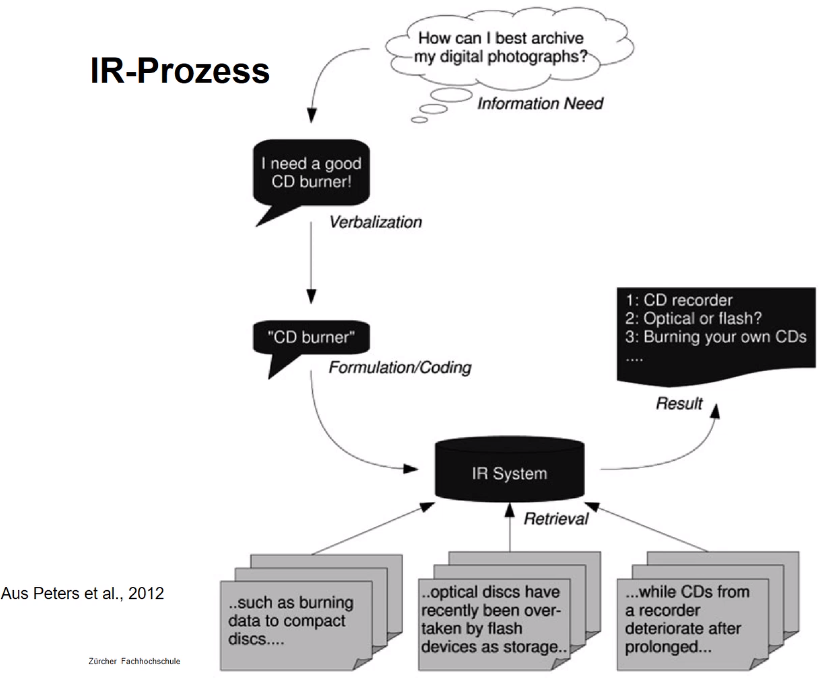 IR-Prozess
How can I best archive
my digital photographs?
Information Need
I need a good
CD burner!
Verbalization
"CD burner"
Formulation/Coding
1: CD recorder
2: Optical or flash?
3: Burning your own CDs
....
Result
IR System
Retrieval
..such as burning
data to compact
discs....
..optical discs have
recently been over-
taken by flash
devices as storage..
...while CDs from
a recorder
deteriorate after
prolonged...
Aus Peters et al., 2012
Zürcher Fachhochschule